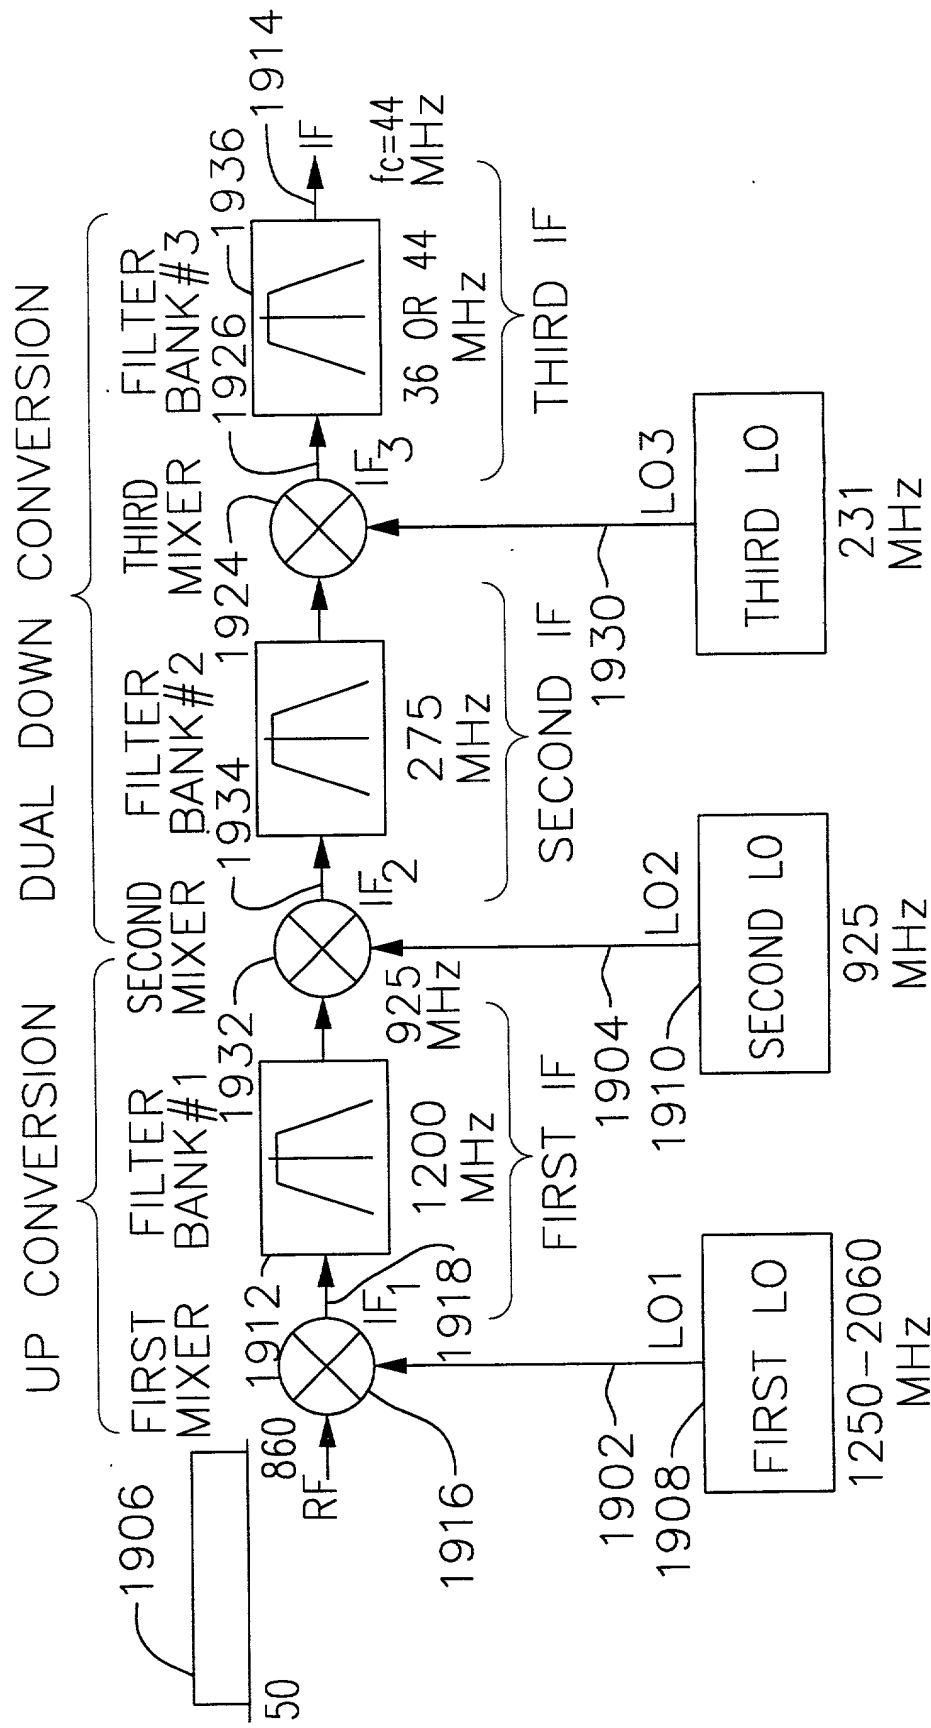 UP CONVERSION
DUAL DOWN CONVERSION
FIRST
MIXER
FILTER
BANK#1
SECOND
MIXER
FILTER
BANK#2
THIRD
MIXER
FILTER
BANK#3
1906
50
860
RF
1916
1912
IF1
1918
1932
1934
IF2
1924
1926
IF3
1936
1914
IF
fc=44
MHz
1200
MHz
925
MHz
275
MHz
36 OR 44
MHz
FIRST IF
SECOND IF
THIRD IF
1902
1908
LO1
1904
1910
LO2
1930
LO3
FIRST LO
1250-2060
MHz
SECOND LO
925
MHz
THIRD LO
231
MHz